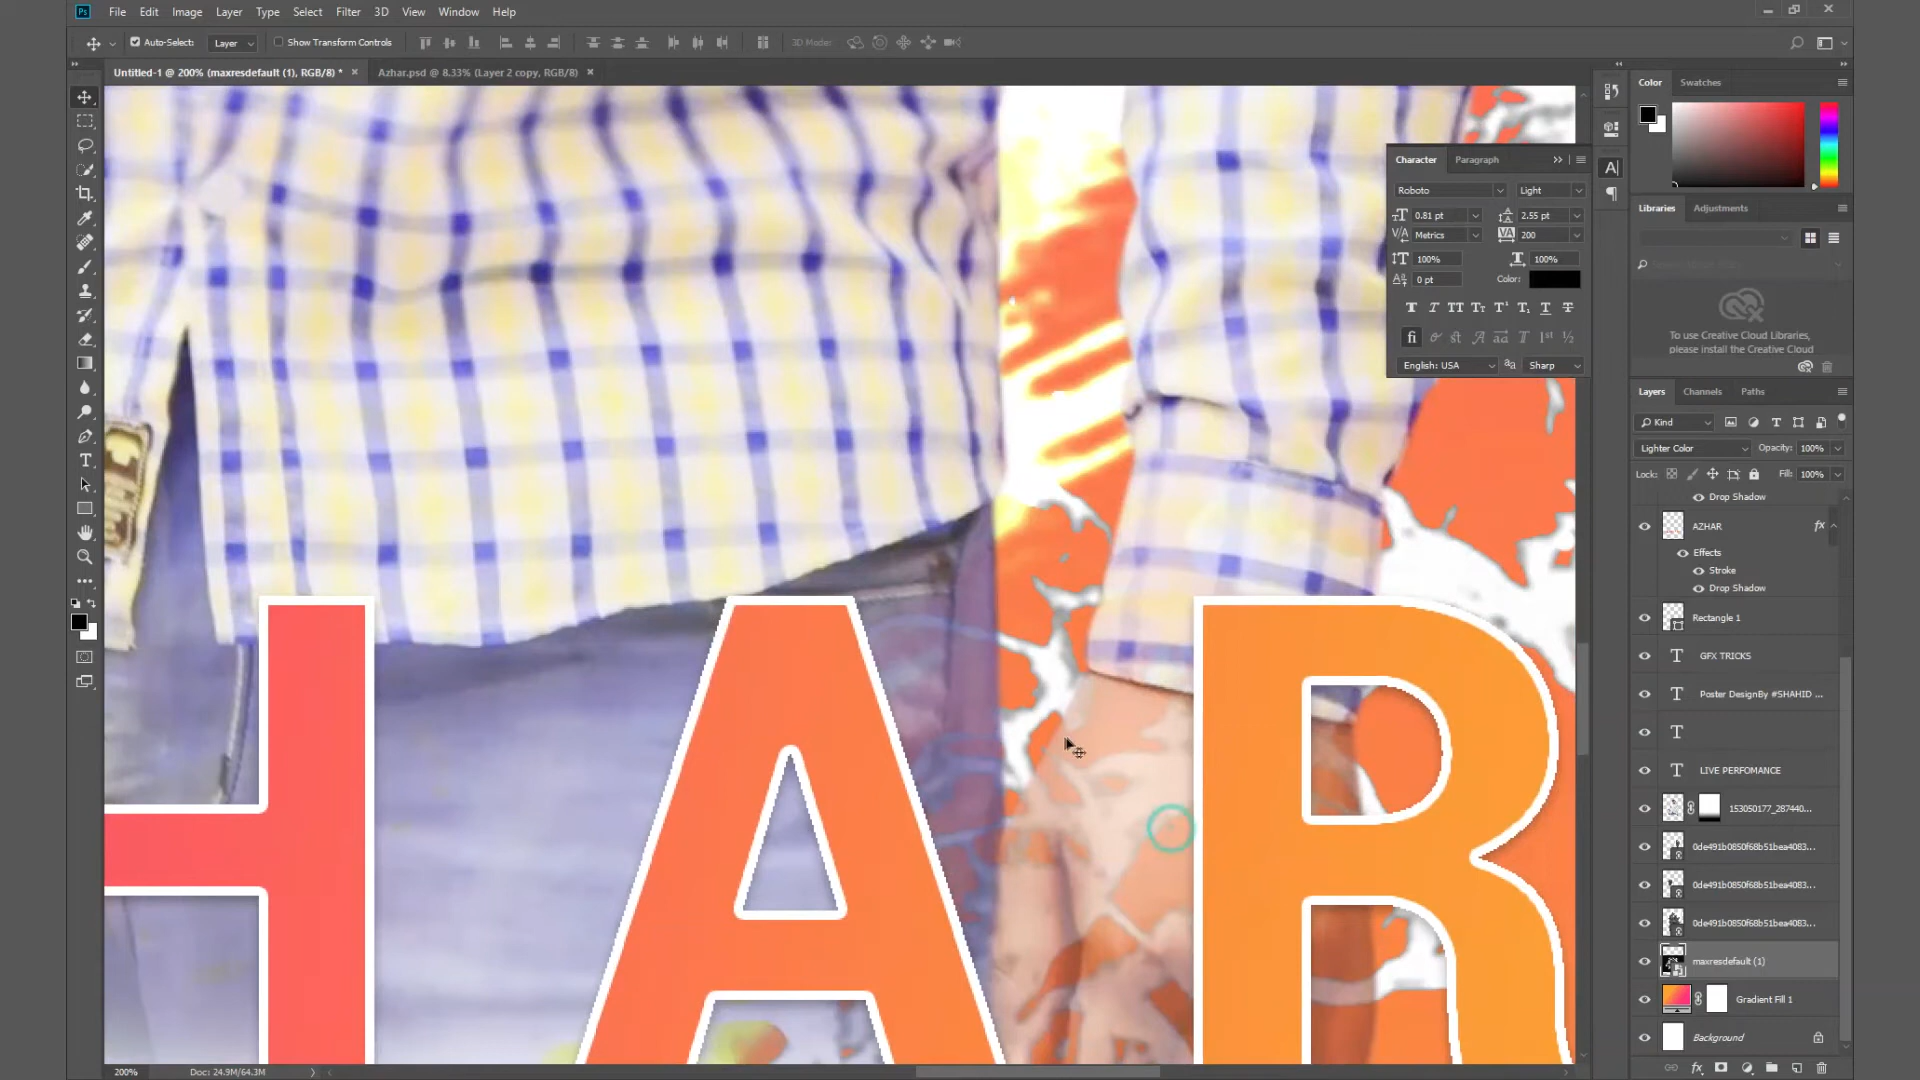 Ps File Edit Image Layer Type Select Filter 3D View Window Help
Auto-Select: Layer Show Transform Controls 3D Mode:
Untitled-1 @ 200% (maxresdefault (1), RGB/8) * × Azhar.psd @ 8.33% (Layer 2 copy, RGB/8) ×
Color Swatches
Character Paragraph
Roboto Light
0.81 pt 2.55 pt
Metrics 200
100% 100%
0 pt Color:
English: USA Sharp
Libraries Adjustments
To use Creative Cloud Libraries,
please install the Creative Cloud
Layers Channels Paths
Kind
Lighter Color Opacity: 100%
Lock: Fill: 100%
Drop Shadow
AZHAR fx
Effects
Stroke
Drop Shadow
Rectangle 1
GFX TRICKS
Poster DesignBy #SHAHID ...
LIVE PERFOMANCE
153050177_287440...
0de491b0850f68b51bea4083...
0de491b0850f68b51bea4083...
0de491b0850f68b51bea4083...
maxresdefault (1)
Gradient Fill 1
Background
HAR
200% Doc: 24.9M/64.3M